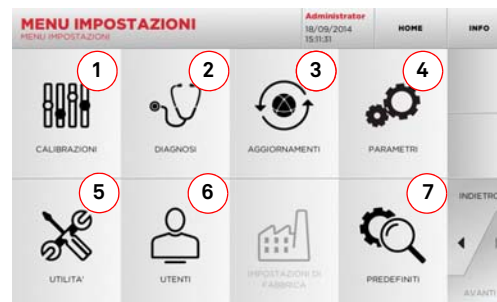 MENU IMPOSTAZIONI
MENU IMPOSTAZIONI
Administrator
18/09/2014
15:11:31
HOME
INFO
1
2
3
4
CALIBRAZIONI
DIAGNOSI
AGGIORNAMENTI
PARAMETRI
5
6
7
INDIETRO
UTILITA'
UTENTI
IMPOSTAZIONI DI
FABBRICA
PREDEFINITI
AVANTI